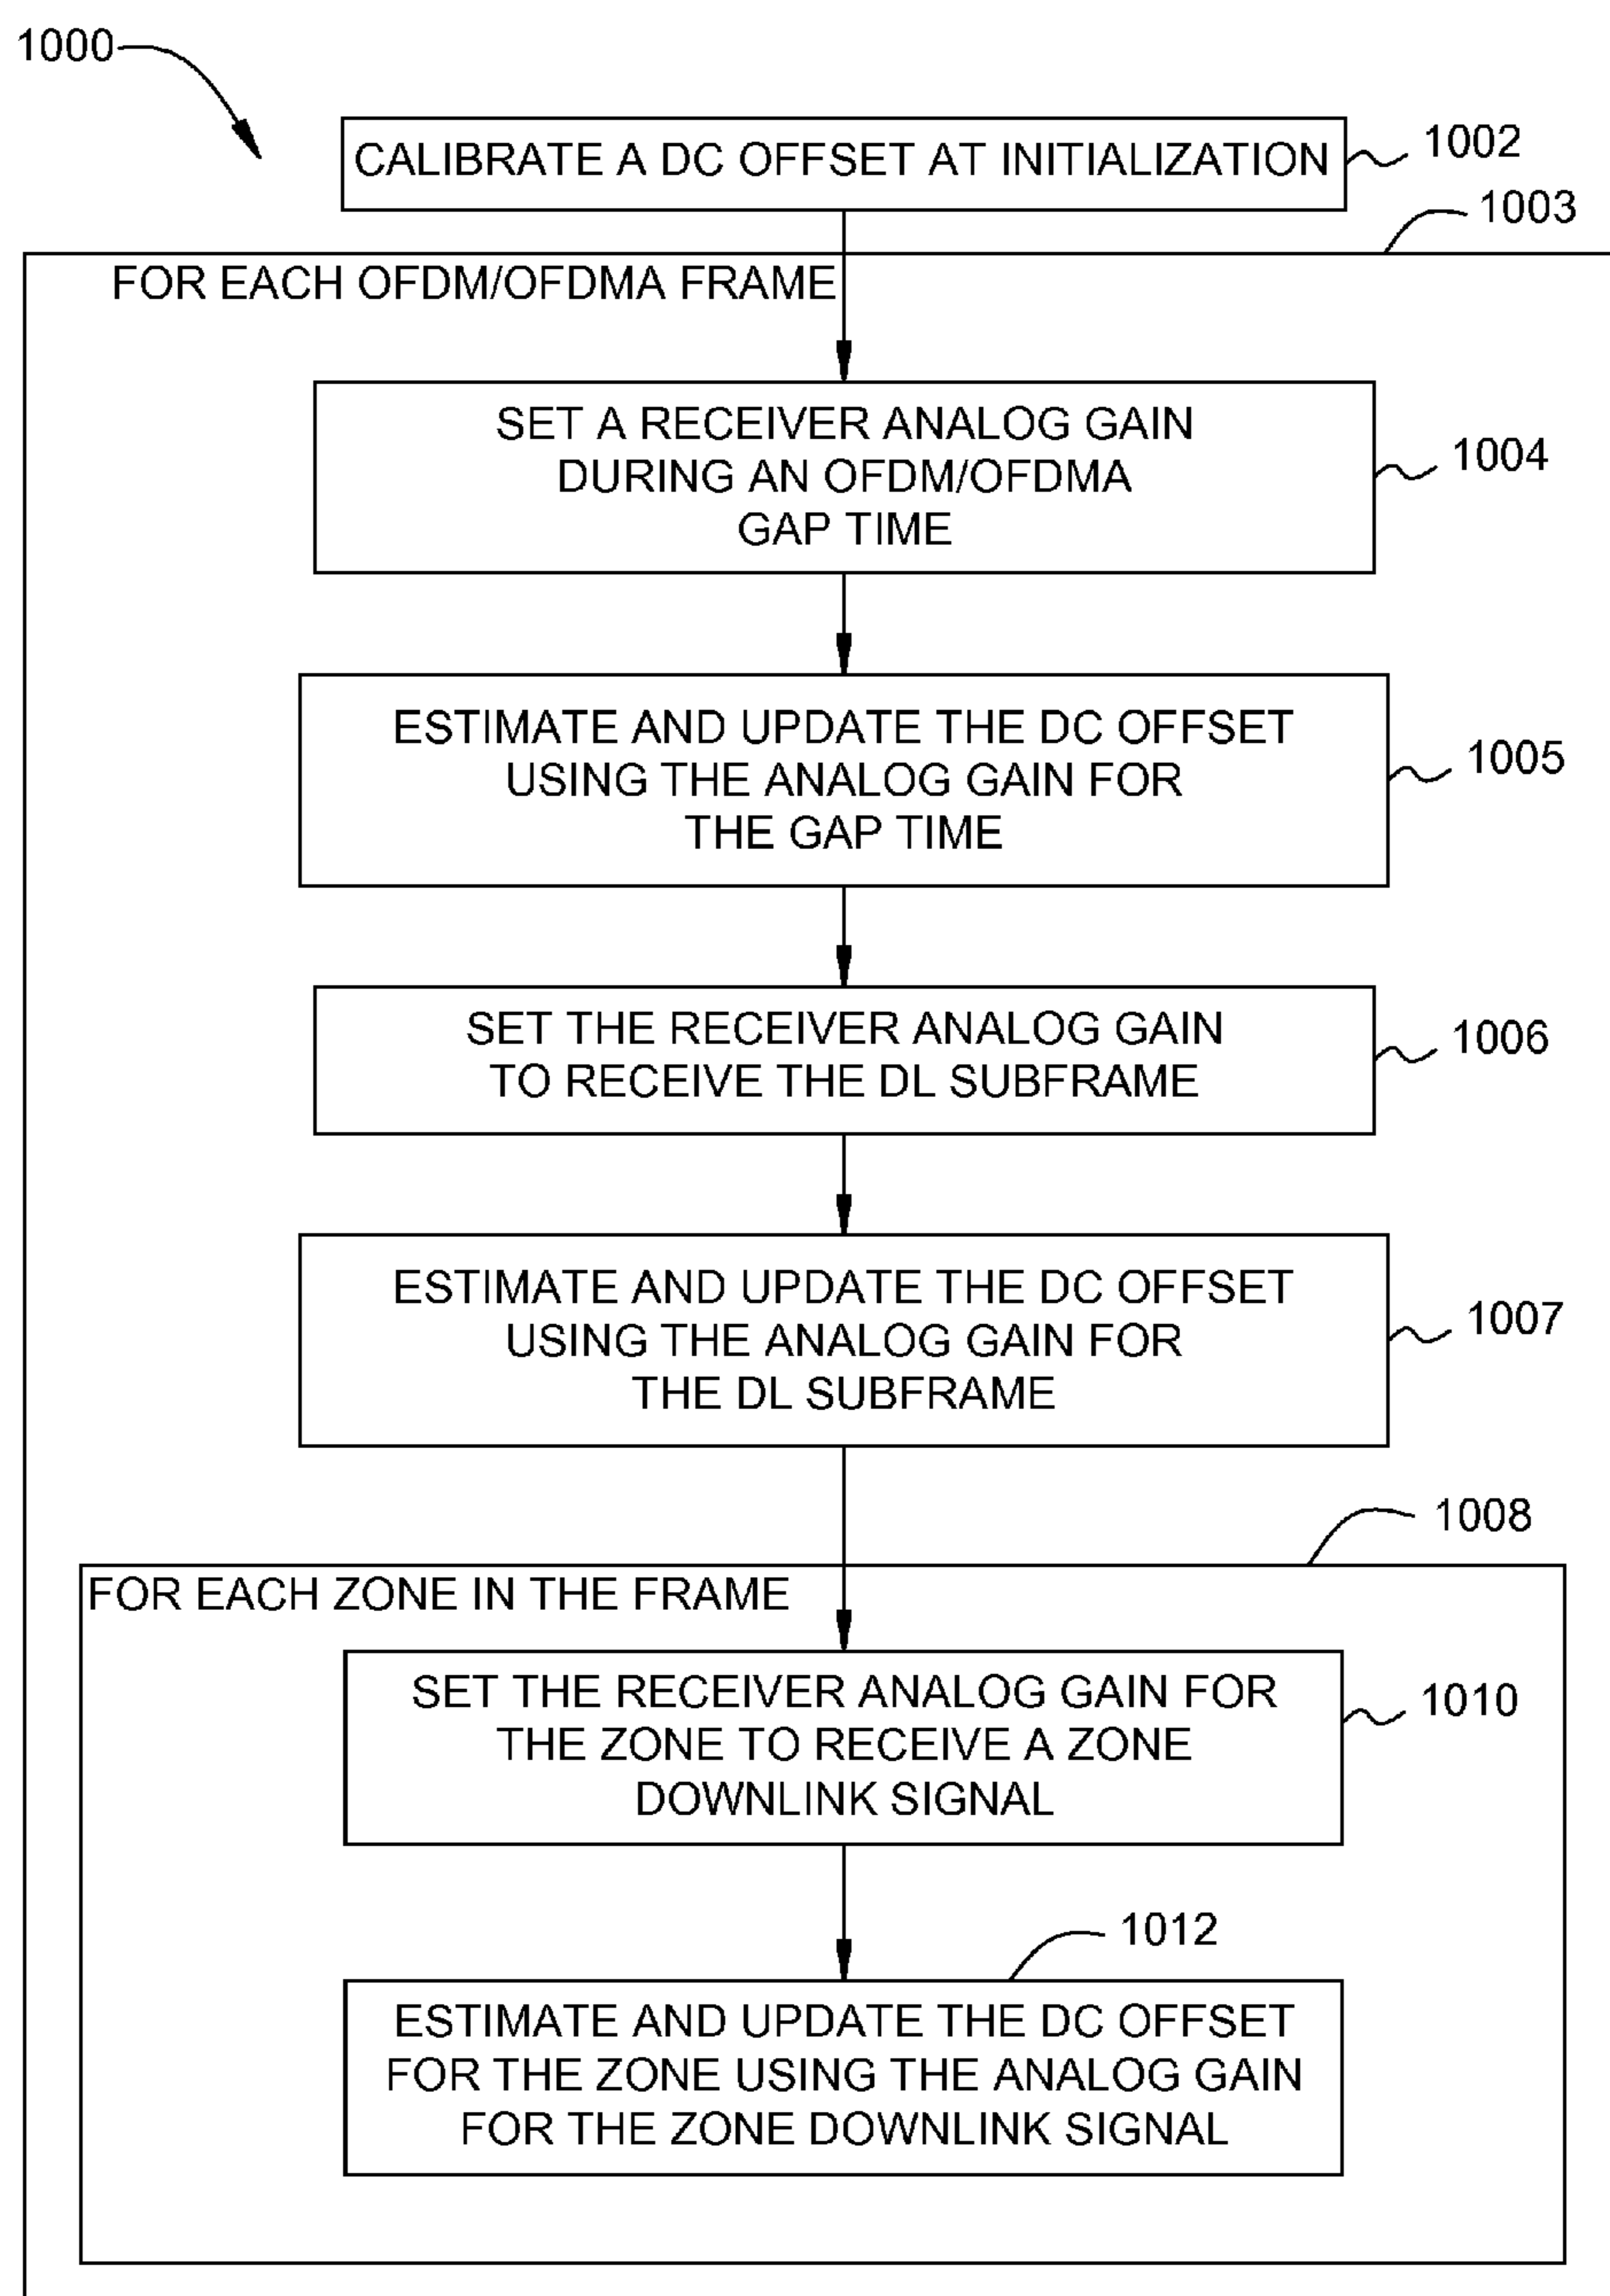 1000
CALIBRATE A DC OFFSET AT INITIALIZATION
1002
1003
FOR EACH OFDM/OFDMA FRAME
SET A RECEIVER ANALOG GAIN
DURING AN OFDM/OFDMA
GAP TIME
1004
ESTIMATE AND UPDATE THE DC OFFSET
USING THE ANALOG GAIN FOR
THE GAP TIME
1005
SET THE RECEIVER ANALOG GAIN
TO RECEIVE THE DL SUBFRAME
1006
ESTIMATE AND UPDATE THE DC OFFSET
USING THE ANALOG GAIN FOR
THE DL SUBFRAME
1007
1008
FOR EACH ZONE IN THE FRAME
SET THE RECEIVER ANALOG GAIN FOR
THE ZONE TO RECEIVE A ZONE
DOWNLINK SIGNAL
1010
1012
ESTIMATE AND UPDATE THE DC OFFSET
FOR THE ZONE USING THE ANALOG GAIN
FOR THE ZONE DOWNLINK SIGNAL